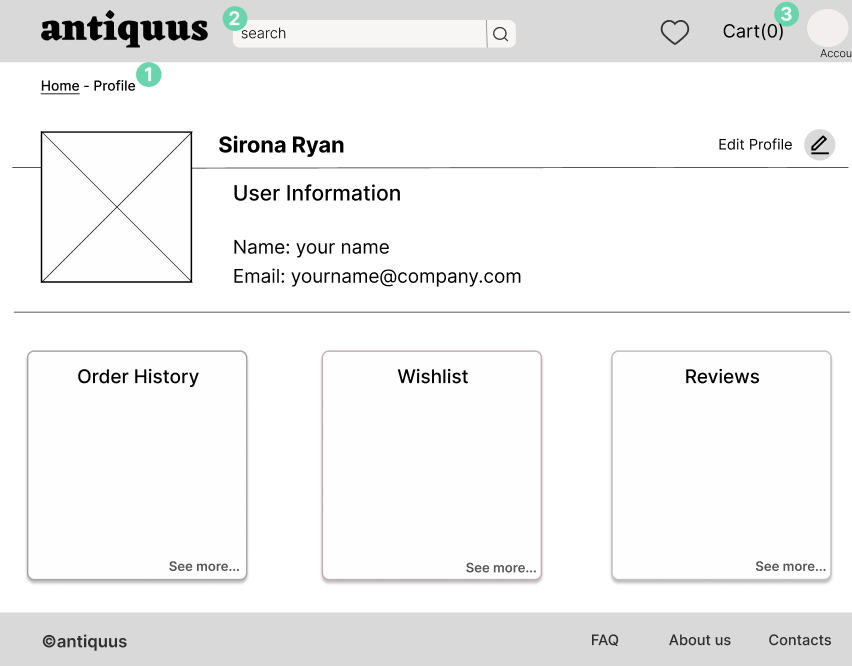 antiquus
2
search
Cart(0)
3
Accou
Home - Profile
1
Sirona Ryan
Edit Profile
User Information
Name: your name
Email: yourname@company.com
Order History
See more...
Wishlist
See more...
Reviews
See more...
©antiquus
FAQ
About us
Contacts